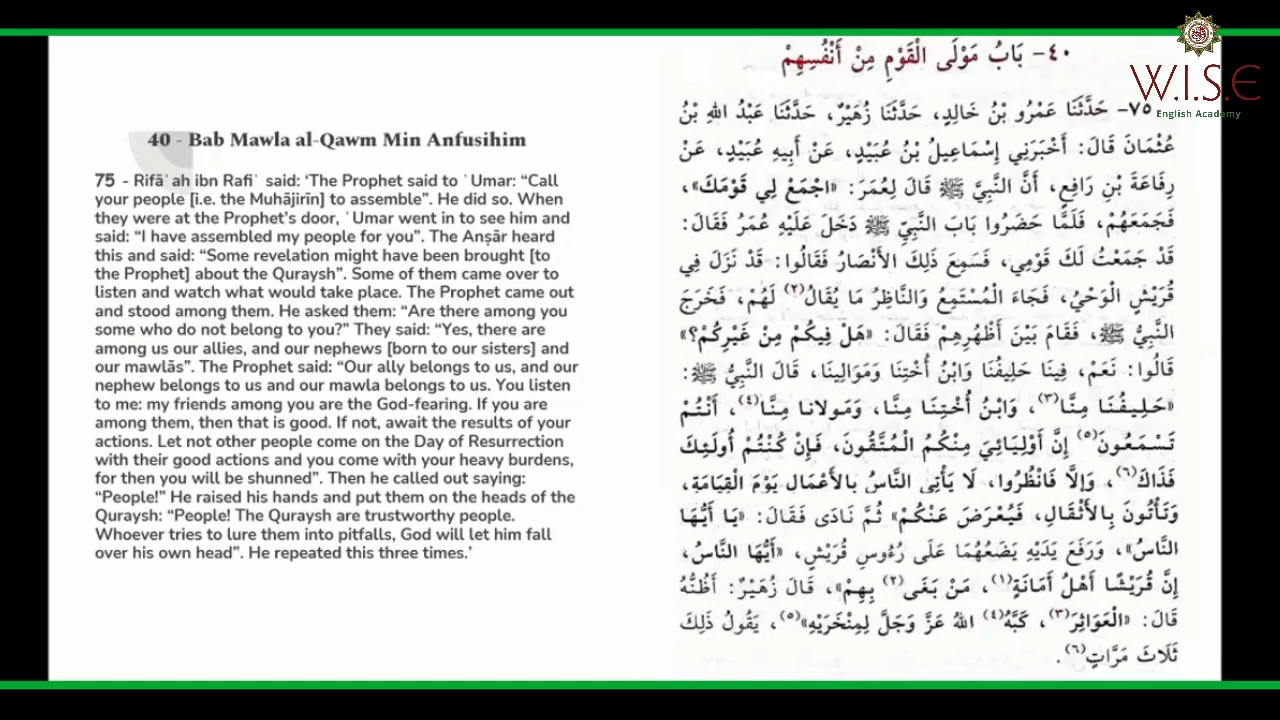 40 - Bab Mawla al-Qawm Min Anfusihim
75 - Rifāʿah ibn Rafiʿ said: ‘The Prophet said to ʿUmar: “Call
your people [i.e. the Muhājirīn] to assemble”. He did so. When
they were at the Prophet’s door, ʿUmar went in to see him and
said: “I have assembled my people for you”. The Anṣār heard
this and said: “Some revelation might have been brought [to
the Prophet] about the Quraysh”. Some of them came over to
listen and watch what would take place. The Prophet came out
and stood among them. He asked them: “Are there among you
some who do not belong to you?” They said: “Yes, there are
among us our allies, and our nephews [born to our sisters] and
our mawlās”. The Prophet said: “Our ally belongs to us, and our
nephew belongs to us and our mawla belongs to us. You listen
to me: my friends among you are the God-fearing. If you are
among them, then that is good. If not, await the results of your
actions. Let not other people come on the Day of Resurrection
with their good actions and you come with your heavy burdens,
for then you will be shunned”. Then he called out saying:
“People!” He raised his hands and put them on the heads of the
Quraysh: “People! The Quraysh are trustworthy people.
Whoever tries to lure them into pitfalls, God will let him fall
over his own head”. He repeated this three times.’
٤٠- بَابُ مَوْلَى الْقَوْمِ مِنْ أَنْفُسِهِمْ
٧٥- حَدَّثَنَا عَمْرُو بْنُ خَالِدٍ، حَدَّثَنَا زُهَيْرٌ، حَدَّثَنَا عَبْدُ اللهِ بْنُ
عُثْمَانَ قَالَ: أَخْبَرَنِي إِسْمَاعِيلُ بْنُ عُبَيْدٍ، عَنْ أَبِيهِ عُبَيْدٍ، عَنْ
رِفَاعَةَ بْنِ رَافِعٍ، أَنَّ النَّبِيَّ ﷺ قَالَ لِعُمَرَ: «اجْمَعْ لِي قَوْمَكَ»،
فَجَمَعَهُمْ، فَلَمَّا حَضَرُوا بَابَ النَّبِيِّ ﷺ دَخَلَ عَلَيْهِ عُمَرُ فَقَالَ:
قَدْ جَمَعْتُ لَكَ قَوْمِي، فَسَمِعَ ذَلِكَ الأَنْصَارُ فَقَالُوا: قَدْ نَزَلَ فِي
قُرَيْشٍ الْوَحْيُ، فَجَاءَ الْمُسْتَمِعُ وَالنَّاظِرُ مَا يُقَالُ(٢) لَهُمْ، فَخَرَجَ
النَّبِيُّ ﷺ، فَقَامَ بَيْنَ أَظْهُرِهِمْ فَقَالَ: «هَلْ فِيكُمْ مِنْ غَيْرِكُمْ؟»
قَالُوا: نَعَمْ، فِينَا حَلِيفُنَا وَابْنُ أُخْتِنَا وَمَوَالِينَا، قَالَ النَّبِيُّ ﷺ:
«حَلِيفُنَا مِنَّا(٣)، وَابْنُ أُخْتِنَا مِنَّا، وَمَولانا مِنَّا(٤)، أَنْتُمْ
تَسْمَعُونَ(٥) إِنَّ أَوْلِيَائِيَ مِنْكُمُ الْمُتَّقُونَ، فَإِنْ كُنْتُمْ أُولَئِكَ
فَذَاكَ(٦)، وَإِلَّا فَانْظُرُوا، لَا يَأْتِي النَّاسُ بِالأَعْمَالِ يَوْمَ الْقِيَامَةِ،
وَتَأْتُونَ بِالأَثْقَالِ، فَيُعْرَضَ عَنْكُمْ» ثُمَّ نَادَى فَقَالَ: «يَا أَيُّهَا
النَّاسُ»، وَرَفَعَ يَدَيْهِ يَضَعُهُمَا عَلَى رُءُوسِ قُرَيْشٍ، «أَيُّهَا النَّاسُ،
إِنَّ قُرَيْشًا أَهْلُ أَمَانَةٍ(١)، مَنْ بَغَى(٢) بِهِمْ»، قَالَ زُهَيْرٌ: أَظُنُّهُ
قَالَ: «الْعَوَاثِرَ(٣)، كَبَّهُ(٤) اللهُ عَزَّ وَجَلَّ لِمِنْخَرَيْهِ»(٥)، يَقُولُ ذَلِكَ
ثَلَاثَ مَرَّاتٍ(٦).
W.I.S.E
English Academy